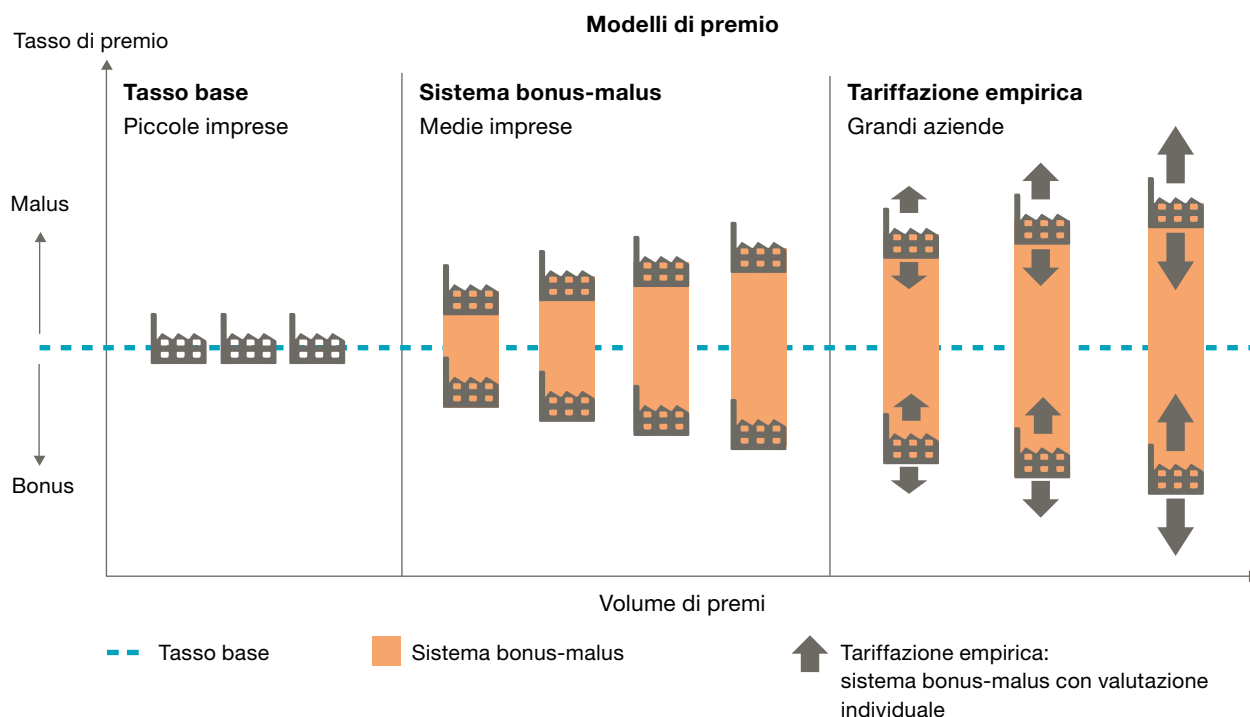 Modelli di premio
Tasso di premio
Tasso base
Piccole imprese
Sistema bonus-malus
Medie imprese
Tariffazione empirica
Grandi aziende
Malus
Bonus
Volume di premi
Tasso base
Sistema bonus-malus
Tariffazione empirica:
sistema bonus-malus con valutazione
individuale